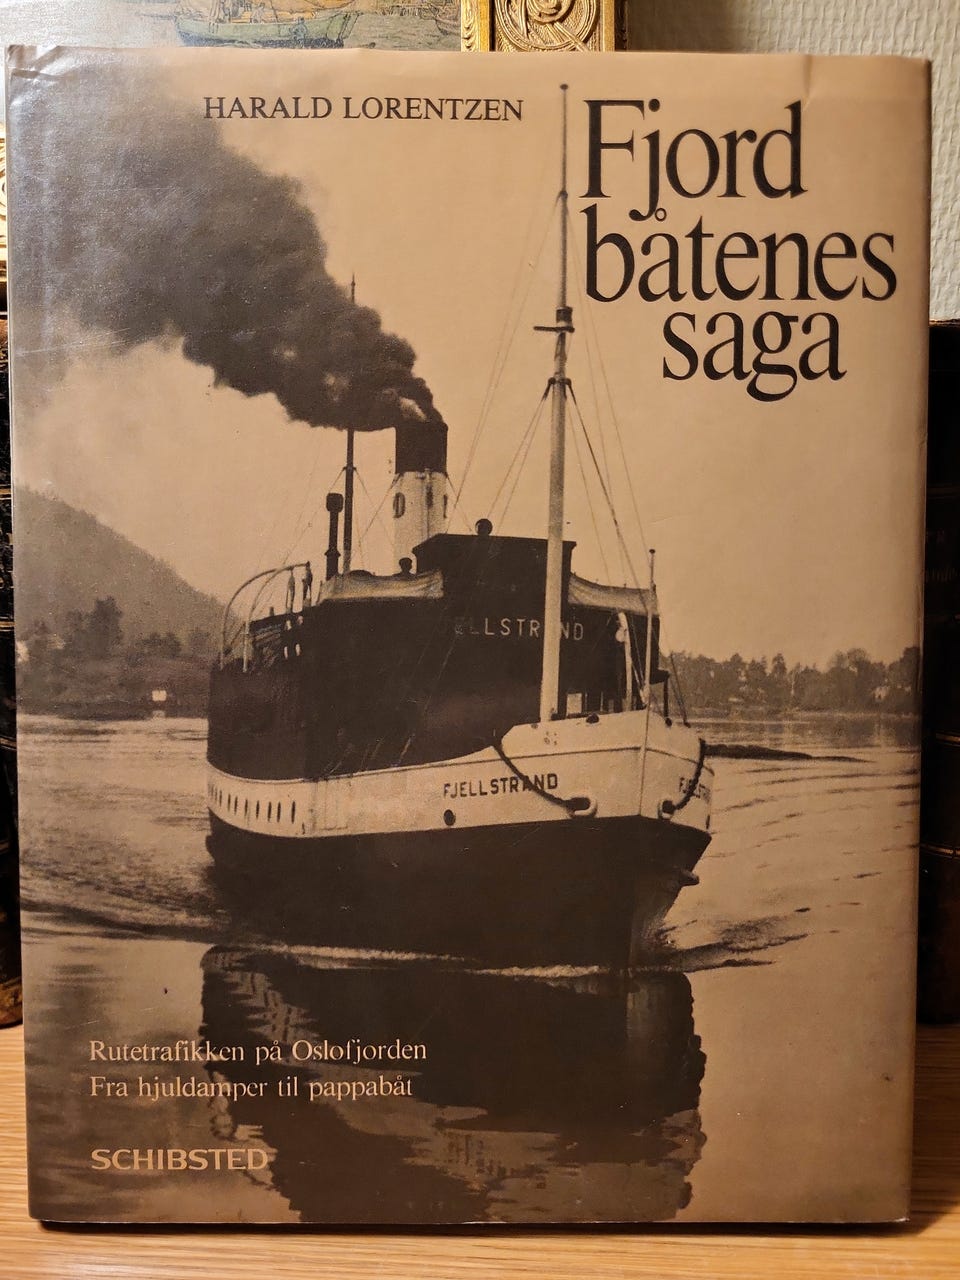 HARALD LORENTZEN
Fjord
båtenes
saga
ELLSTRAND
FJELLSTRAND
Rutetrafikken på Oslofjorden
Fra hjuldamper til pappabåt
SCHIBSTED